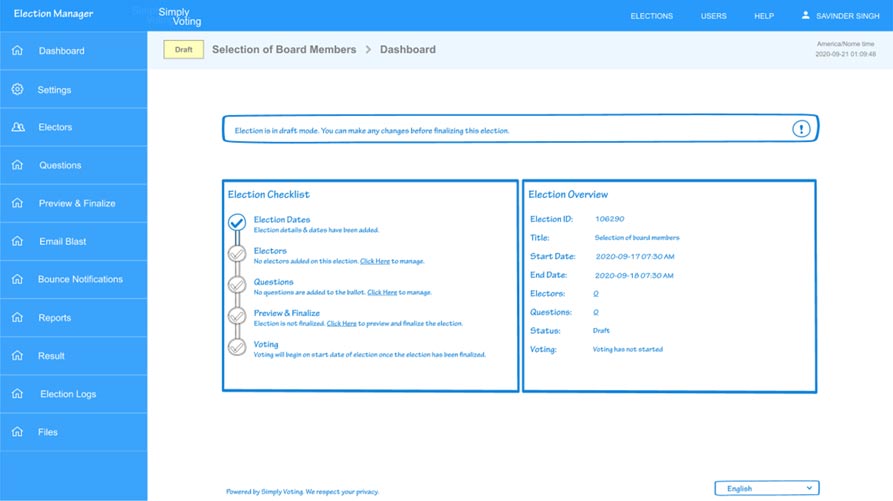 Election Manager
Simply
Voting
ELECTIONS
USERS
HELP
SAVINDER SINGH
Dashboard
Settings
Electors
Questions
Preview & Finalize
Email Blast
Bounce Notifications
Reports
Result
Election Logs
Files
Draft
Selection of Board Members > Dashboard
America/Nome time
2020-09-21 01:09:48
Election is in draft mode. You can make any changes before finalizing this election.
Election Checklist
Election Dates
Election details & dates have been added.
Electors
No electors added on this election. Click Here to manage.
Questions
No questions are added to the ballot. Click Here to manage.
Preview & Finalize
Election is not finalized. Click Here to preview and finalize the election.
Voting
Voting will begin on start date of election once the election has been finalized.
Election Overview
Election ID: 106290
Title: Selection of board members
Start Date: 2020-09-17 07:30 AM
End Date: 2020-09-18 07:30 AM
Electors: 0
Questions: 0
Status: Draft
Voting: Voting has not started
Powered by Simply Voting. We respect your privacy.
English